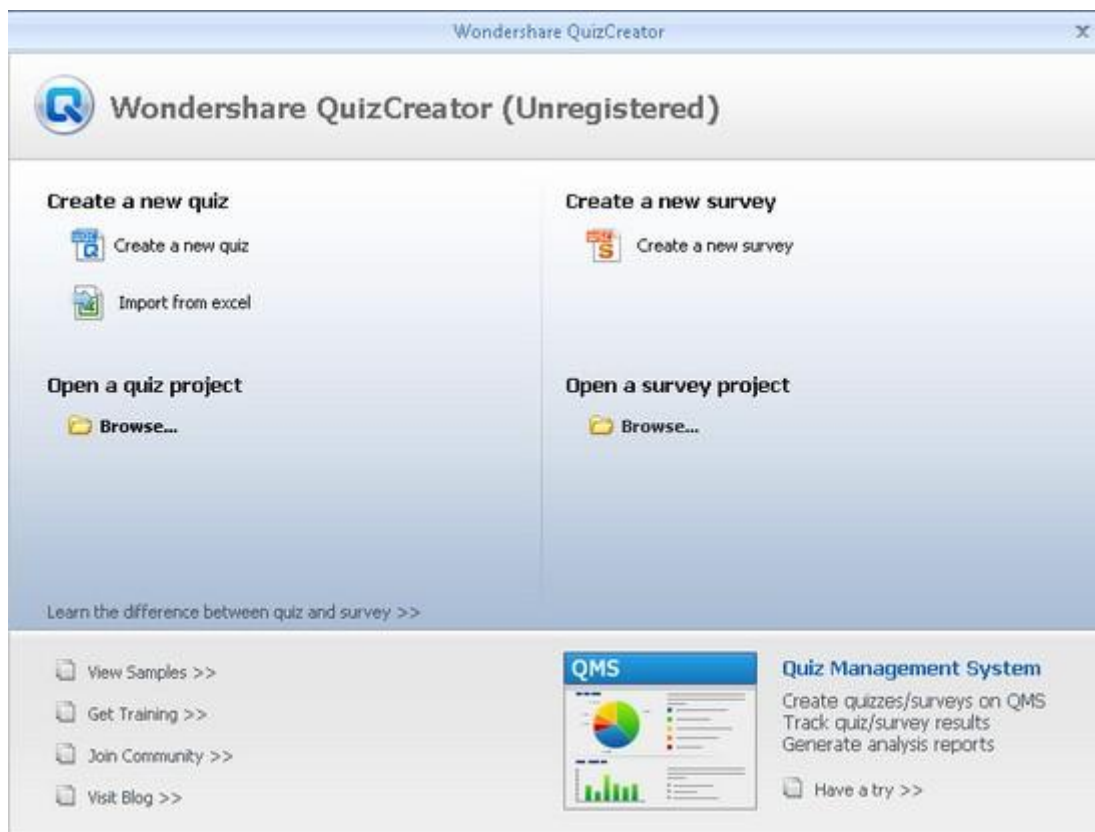 Wondershare QuizCreator
Wondershare QuizCreator (Unregistered)
Create a new quiz
Create a new quiz
Import from excel
Create a new survey
Create a new survey
Open a quiz project
Browse...
Open a survey project
Browse...
Learn the difference between quiz and survey >>
View Samples >>
Get Training >>
Join Community >>
Visit Blog >>
QMS
Quiz Management System
Create quizzes/surveys on QMS
Track quiz/survey results
Generate analysis reports
Have a try >>